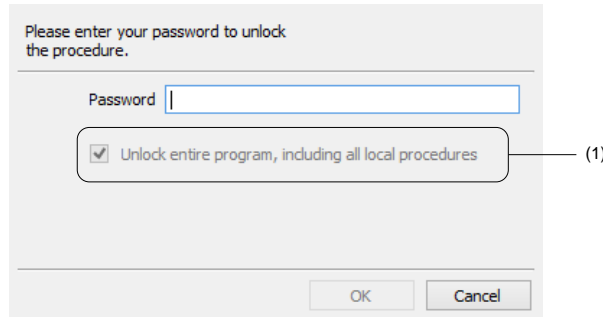 Please enter your password to unlock
the procedure.
Password
Unlock entire program, including all local procedures
(1)
OK Cancel